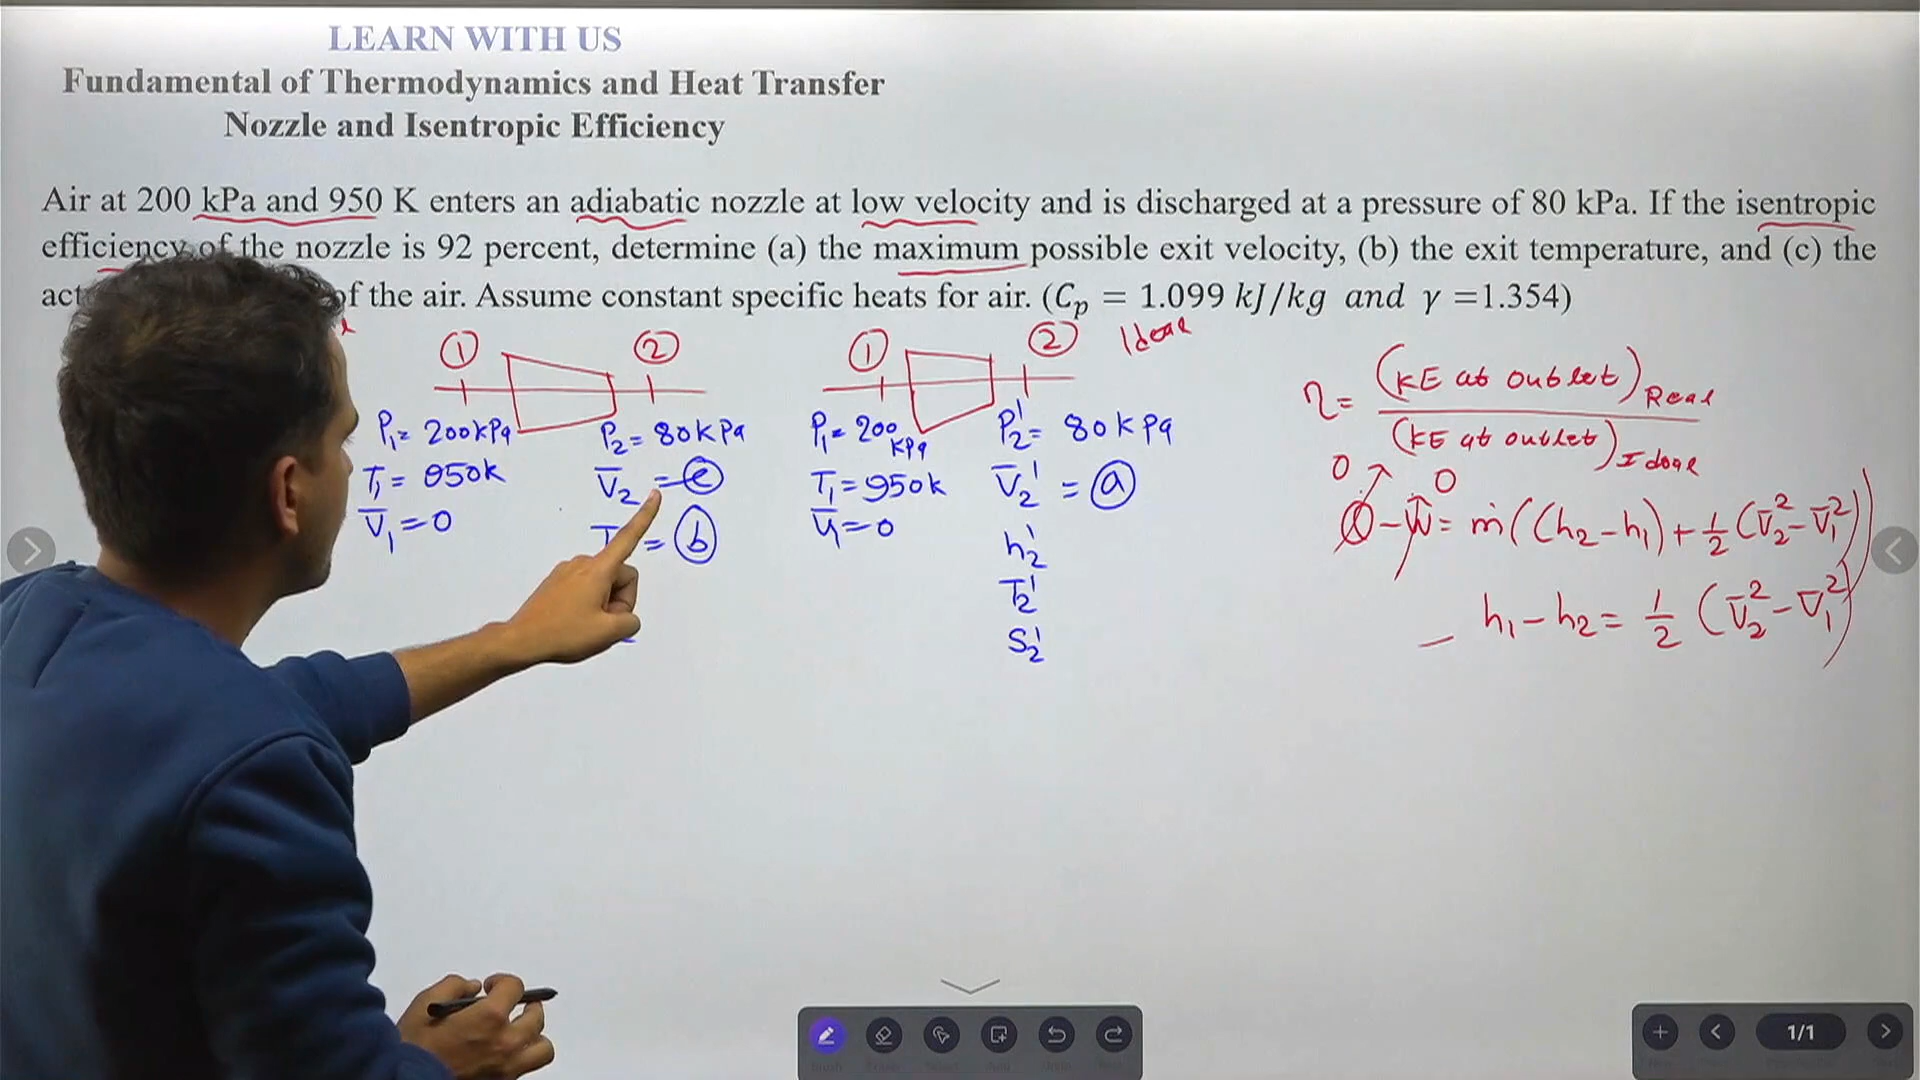 LEARN WITH US
Fundamental of Thermodynamics and Heat Transfer
Nozzle and Isentropic Efficiency
Air at 200 kPa and 950 K enters an adiabatic nozzle at low velocity and is discharged at a pressure of 80 kPa. If the isentropic
efficiency of the nozzle is 92 percent, determine (a) the maximum possible exit velocity, (b) the exit temperature, and (c) the
act of the air. Assume constant specific heats for air. (Cp = 1.099 kJ/kg and γ =1.354)
① ②
P₁= 200kPa P₂= 80kPa
T₁= 950K V̅₂ = ⓒ
V̅₁=0 T = ⓑ
① ② Ideal
P₁= 200 kPa P₂'= 80kPa
T₁=950K V̅₂' = ⓐ
V̅₁=0 h₂'
T₂'
S₂'
η= (KE at outlet)Real
(KE at outlet)Ideal
0 0
Q̇ – Ẇ = ṁ((h₂–h₁)+½(V̅₂²–V̅₁²))
– h₁–h₂= ½ (V̅₂²–V̅₁²)
1/1